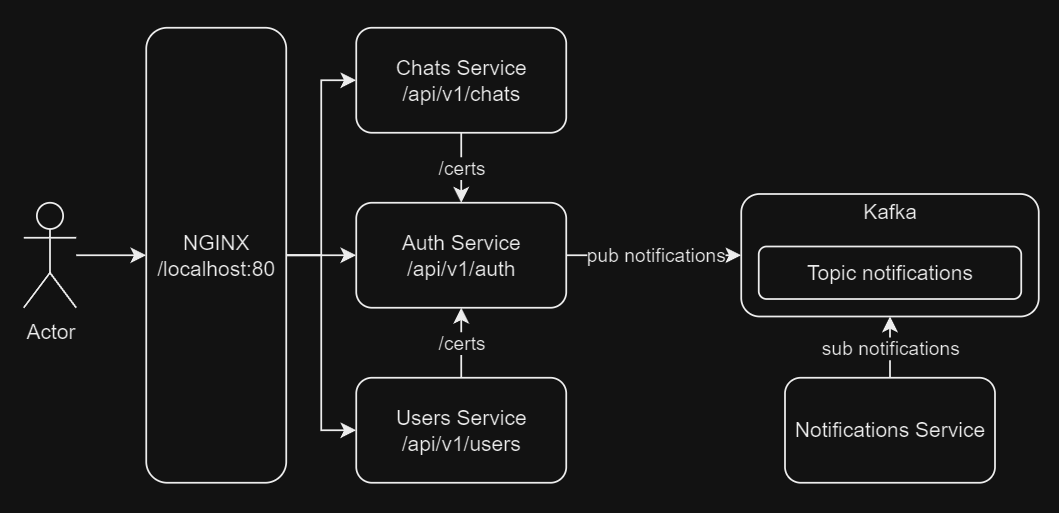 Chats Service
/api/v1/chats
/certs
Actor
NGINX
/localhost:80
Auth Service
/api/v1/auth
pub notifications
Kafka
Topic notifications
/certs
sub notifications
Users Service
/api/v1/users
Notifications Service